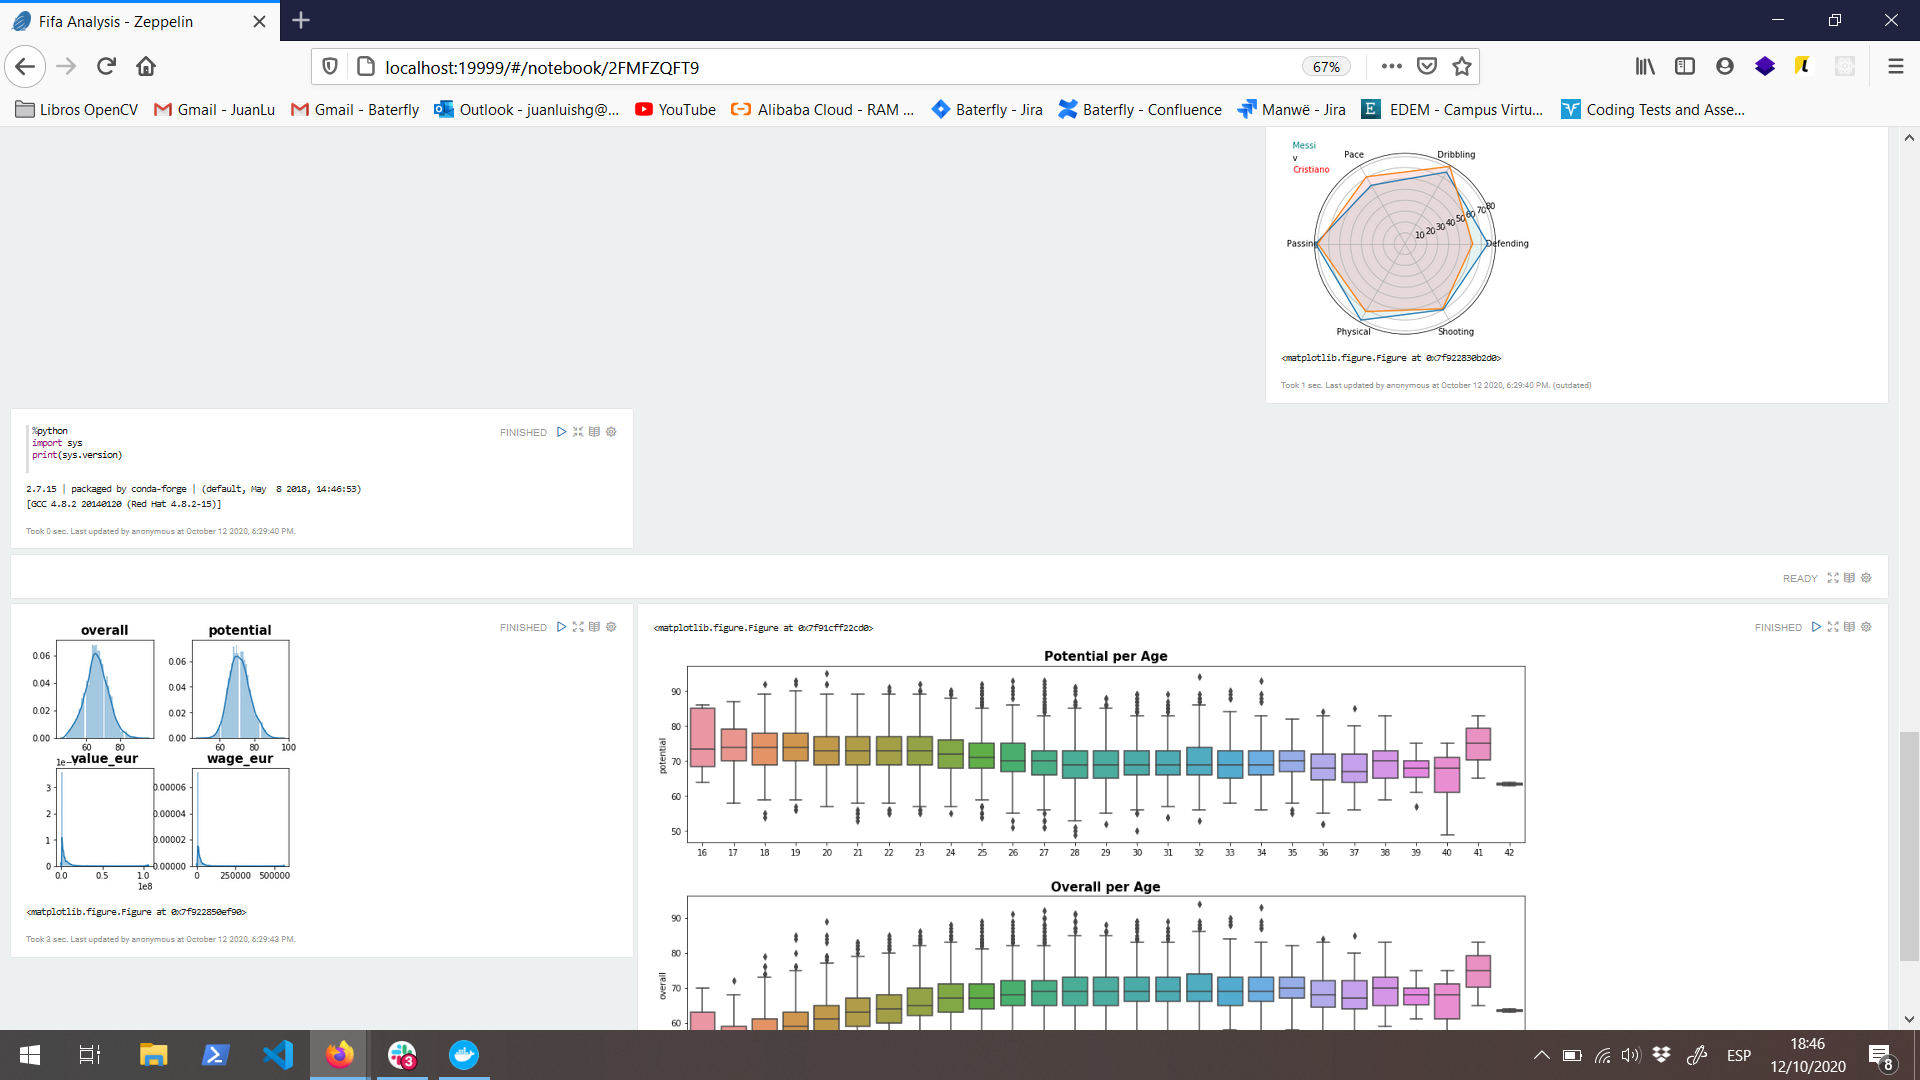 Fifa Analysis - Zeppelin
localhost:19999/#/notebook/2FMFZQFT9
67%
Libros OpenCV
Gmail - JuanLu
Gmail - Baterfly
Outlook - juanluishg@...
YouTube
Alibaba Cloud - RAM ...
Baterfly - Jira
Baterfly - Confluence
Manwë - Jira
EDEM - Campus Virtu...
Coding Tests and Asse...
Messi
v
Cristiano
Pace
Dribbling
Passing
Defending
10 20 30 40 50 60 70 80
Physical
Shooting
<matplotlib.figure.Figure at 0x7f922830b2d0>
Took 1 sec. Last updated by anonymous at October 12 2020, 6:29:40 PM. (outdated)
%python
import sys
print(sys.version)
FINISHED
2.7.15 | packaged by conda-forge | (default, May  8 2018, 14:46:53)
[GCC 4.8.2 20140120 (Red Hat 4.8.2-15)]
Took 0 sec. Last updated by anonymous at October 12 2020, 6:29:40 PM.
READY
FINISHED
overall
0.06
0.04
0.02
0.00
60 80
potential
0.06
0.04
0.02
0.00
60 80 100
value_eur
3
2
1
0
0.0 0.5 1.0
1e8
wage_eur
0.00006
0.00004
0.00002
0.00000
0 250000 500000
<matplotlib.figure.Figure at 0x7f922850ef90>
Took 3 sec. Last updated by anonymous at October 12 2020, 6:29:43 PM.
<matplotlib.figure.Figure at 0x7f91cff22cd0>
FINISHED
Potential per Age
potential
90
80
70
60
50
16 17 18 19 20 21 22 23 24 25 26 27 28 29 30 31 32 33 34 35 36 37 38 39 40 41 42
Overall per Age
overall
90
80
70
60
3
ESP
18:46
12/10/2020
8